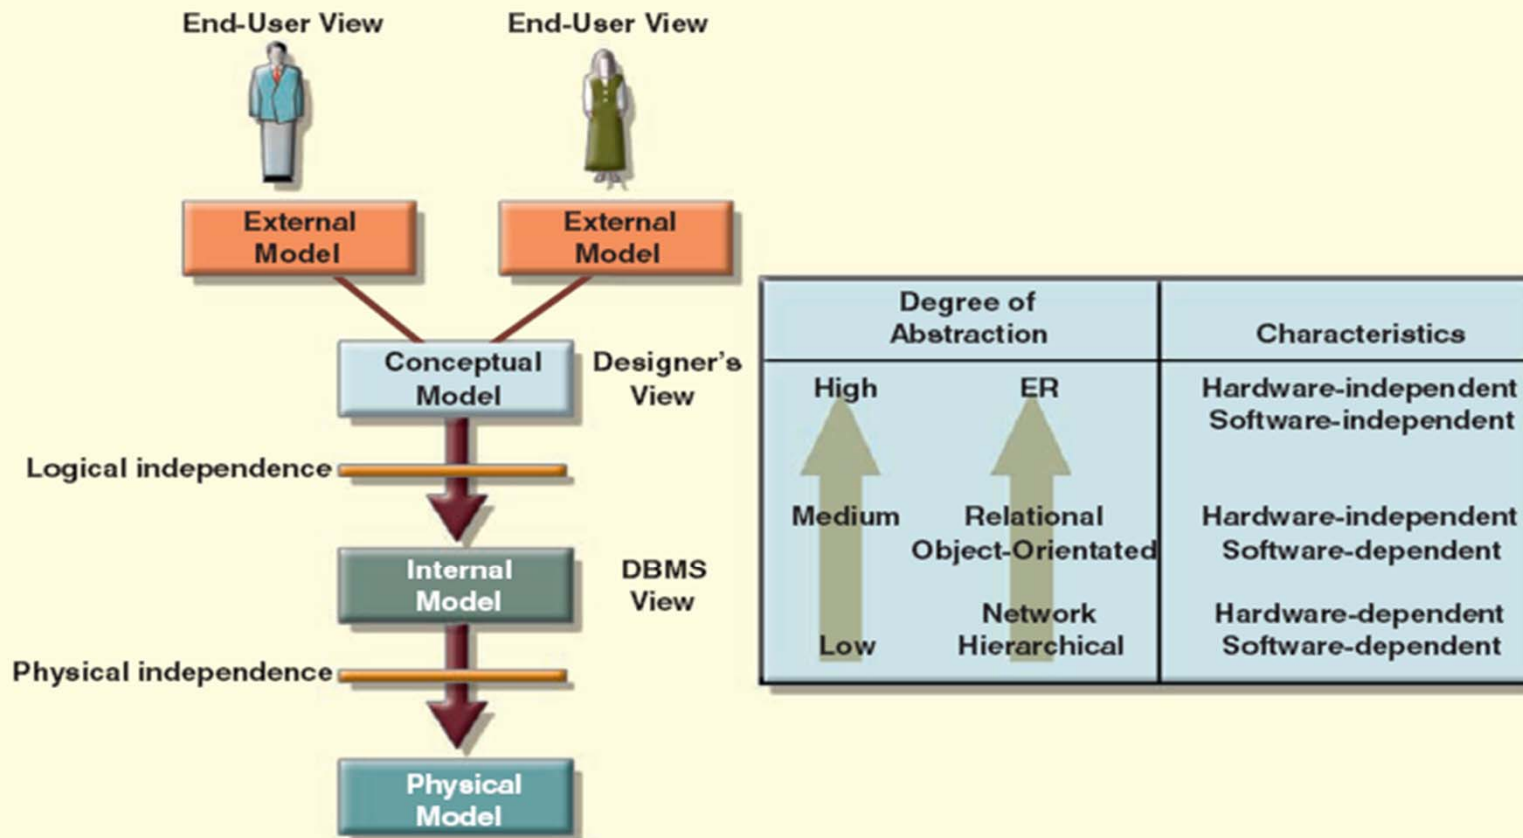 End-User View
End-User View
External
Model
External
Model
Conceptual
Model
Designer's
View
Logical independence
Internal
Model
DBMS
View
Physical independence
Physical
Model
Degree of
Abstraction
Characteristics
High
ER
Hardware-independent
Software-independent
Medium
Relational
Object-Orientated
Hardware-independent
Software-dependent
Low
Network
Hierarchical
Hardware-dependent
Software-dependent